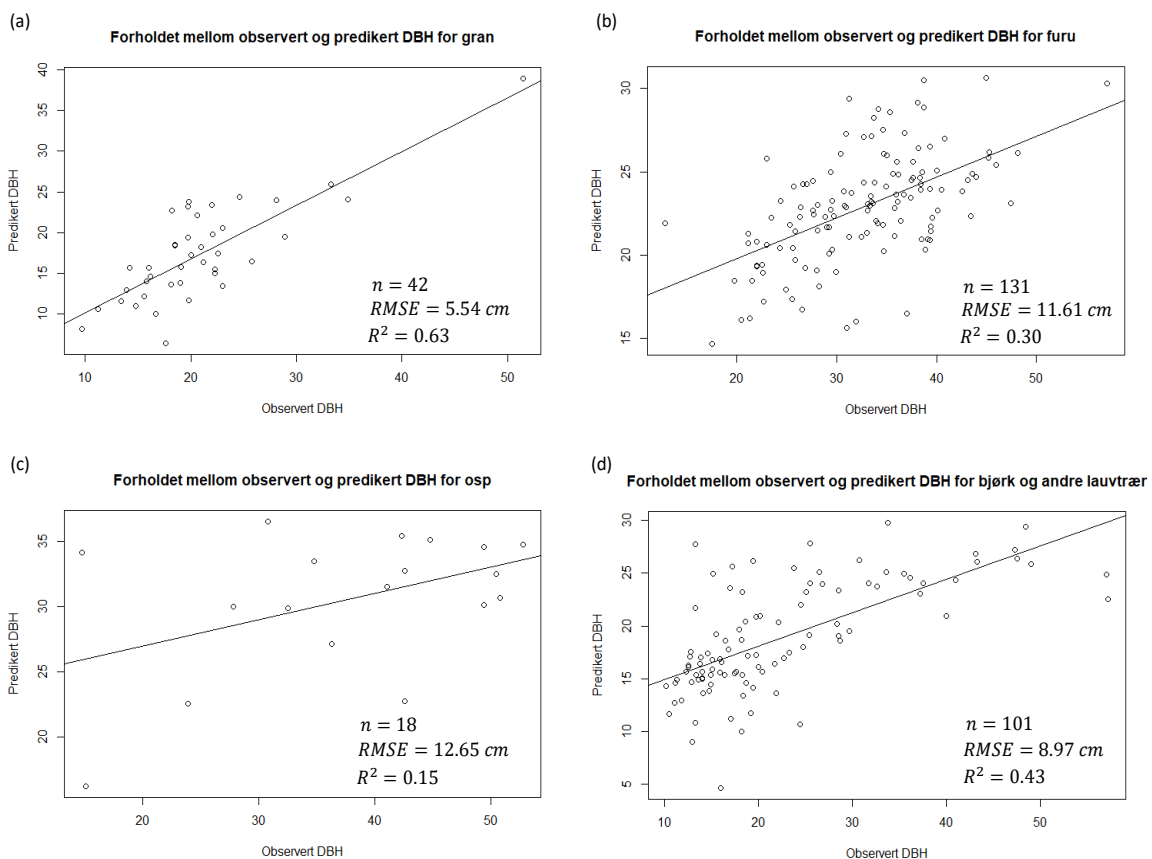 (a)
Forholdet mellom observert og predikert DBH for gran
Predikert DBH
40
35
30
25
20
15
10
n = 42
RMSE = 5.54 cm
R² = 0.63
10 20 30 40 50
Observert DBH
(b)
Forholdet mellom observert og predikert DBH for furu
Predikert DBH
30
25
20
15
n = 131
RMSE = 11.61 cm
R² = 0.30
20 30 40 50
Observert DBH
(c)
Forholdet mellom observert og predikert DBH for osp
Predikert DBH
35
30
25
20
n = 18
RMSE = 12.65 cm
R² = 0.15
20 30 40 50
Observert DBH
(d)
Forholdet mellom observert og predikert DBH for bjørk og andre lauvtrær
Predikert DBH
30
25
20
15
10
5
n = 101
RMSE = 8.97 cm
R² = 0.43
10 20 30 40 50
Observert DBH